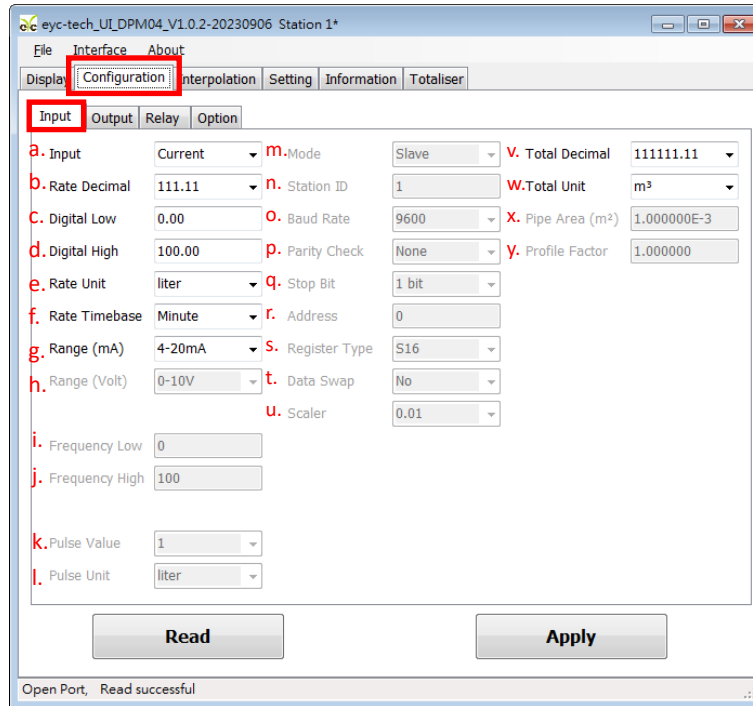 eyc eyc-tech_UI_DPM04_V1.0.2-20230906 Station 1*
File Interface About
Display Configuration Interpolation Setting Information Totaliser
Input Output Relay Option
a. Input Current m. Mode Slave v. Total Decimal 111111.11
b. Rate Decimal 111.11 n. Station ID 1 w. Total Unit m³
c. Digital Low 0.00 o. Baud Rate 9600 x. Pipe Area (m²) 1.000000E-3
d. Digital High 100.00 p. Parity Check None y. Profile Factor 1.000000
e. Rate Unit liter q. Stop Bit 1 bit
f. Rate Timebase Minute r. Address 0
g. Range (mA) 4-20mA s. Register Type S16
h. Range (Volt) 0-10V t. Data Swap No
u. Scaler 0.01
i. Frequency Low 0
j. Frequency High 100
k. Pulse Value 1
l. Pulse Unit liter
Read Apply
Open Port, Read successful